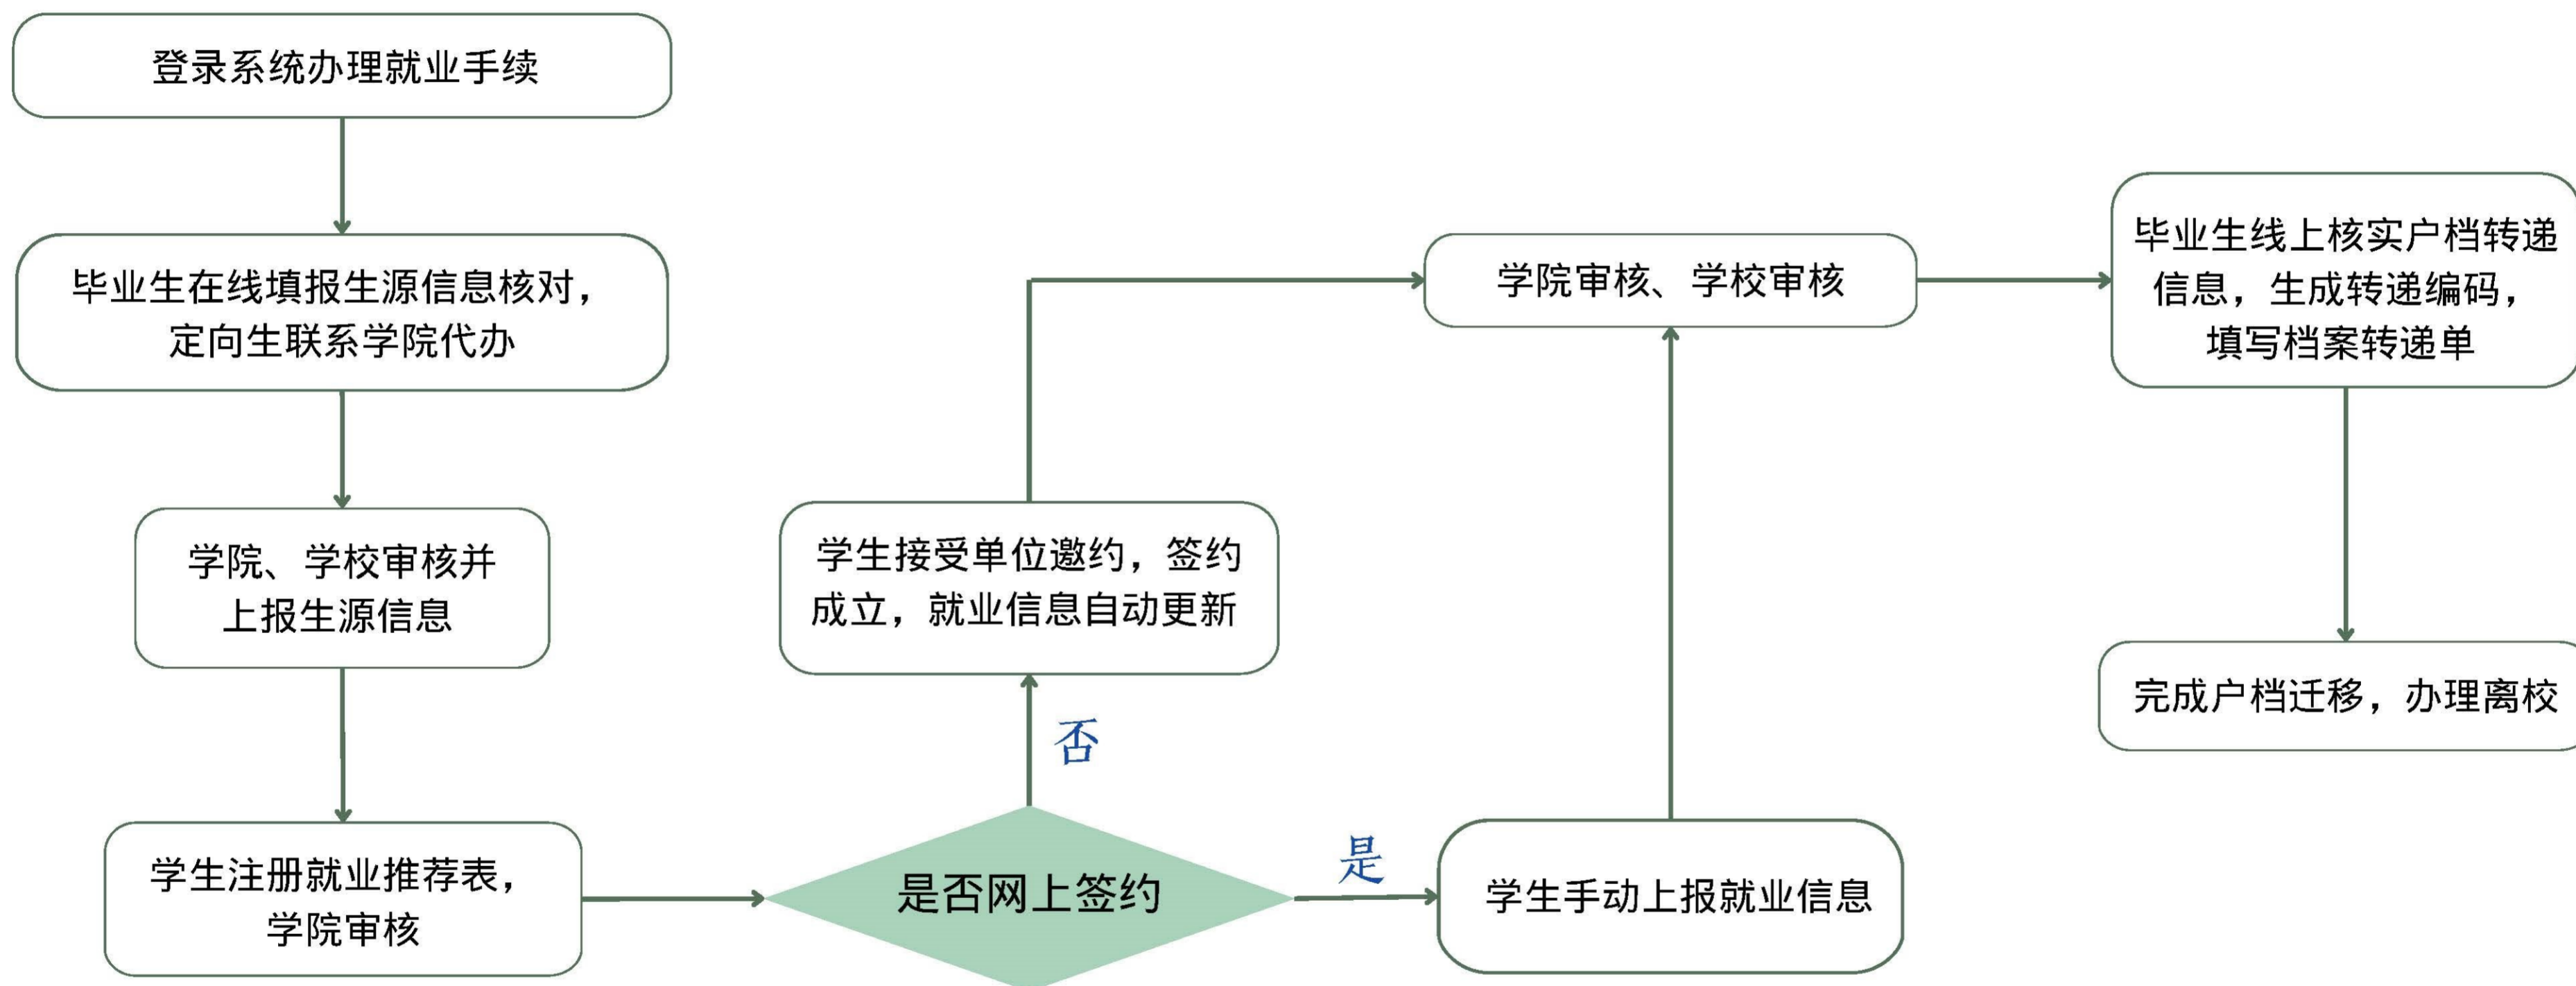 登录系统办理就业手续
毕业生在线填报生源信息核对，
定向生联系学院代办
学院、学校审核并
上报生源信息
学生注册就业推荐表，
学院审核
是否网上签约
否
学生接受单位邀约，签约
成立，就业信息自动更新
是
学生手动上报就业信息
学院审核、学校审核
毕业生线上核实户档转递
信息，生成转递编码，
填写档案转递单
完成户档迁移，办理离校